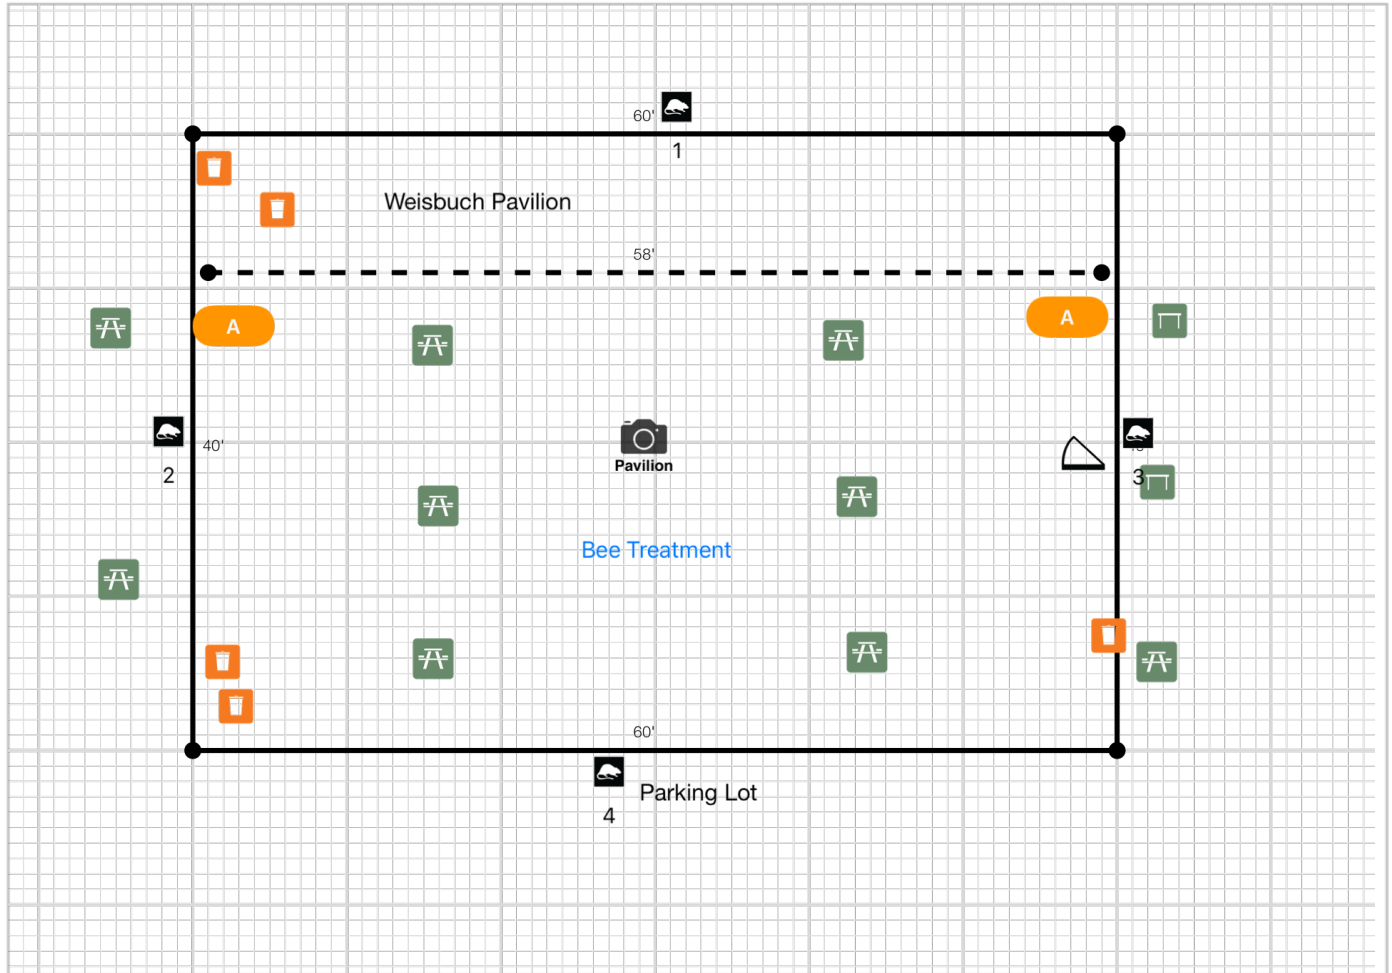 60'
1
Weisbuch Pavilion
58'
A
A
40'
2
Pavilion
3
Bee Treatment
60'
4
Parking Lot